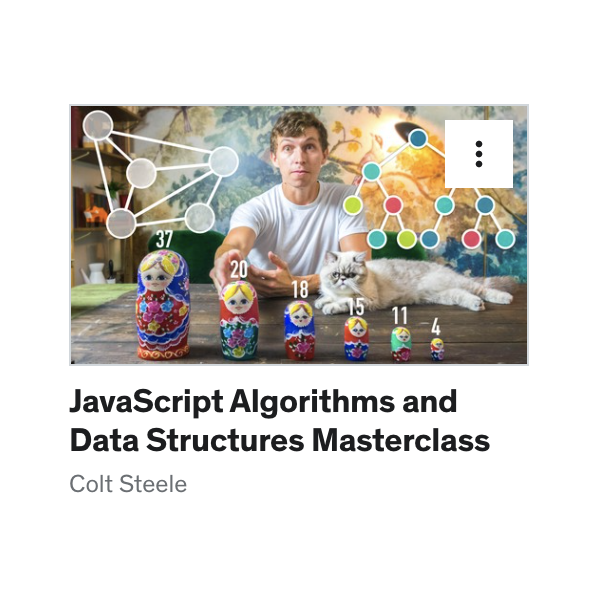 37
20
18
15
11
4
JavaScript Algorithms and
Data Structures Masterclass
Colt Steele